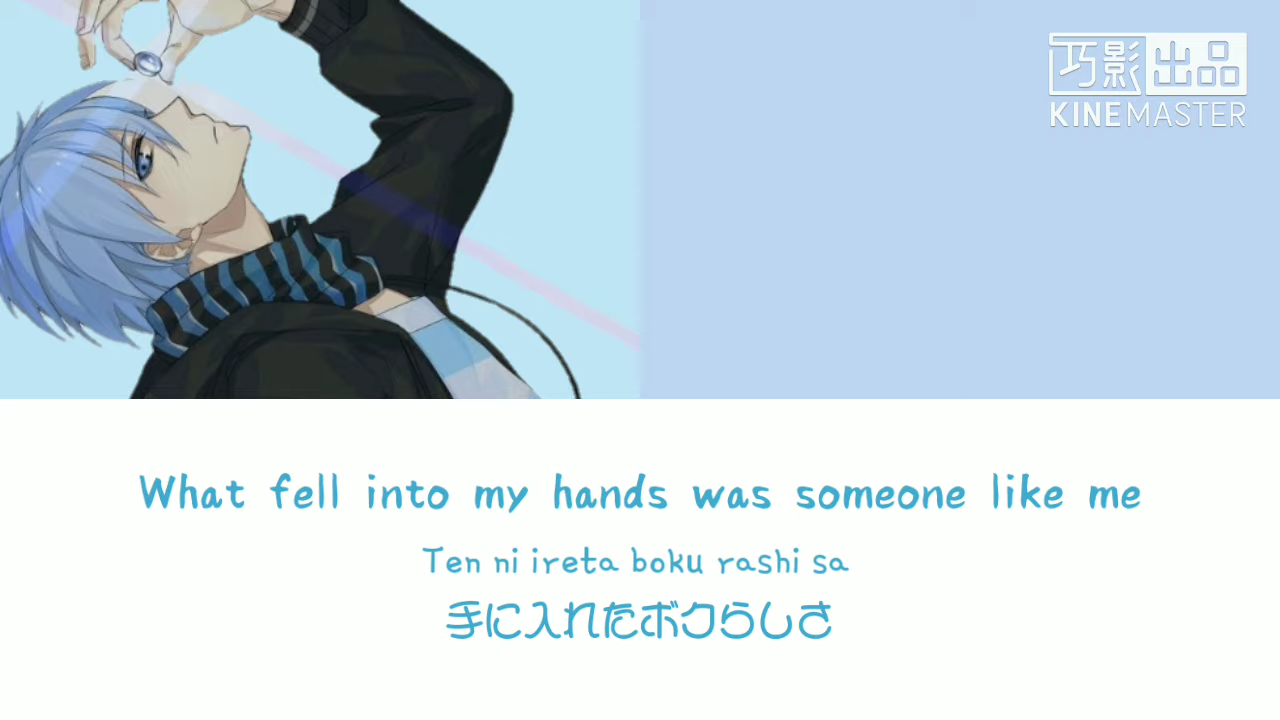 巧影出品
KINEMASTER
What fell into my hands was someone like me
Ten ni ireta boku rashi sa
手に入れたボクらしさ